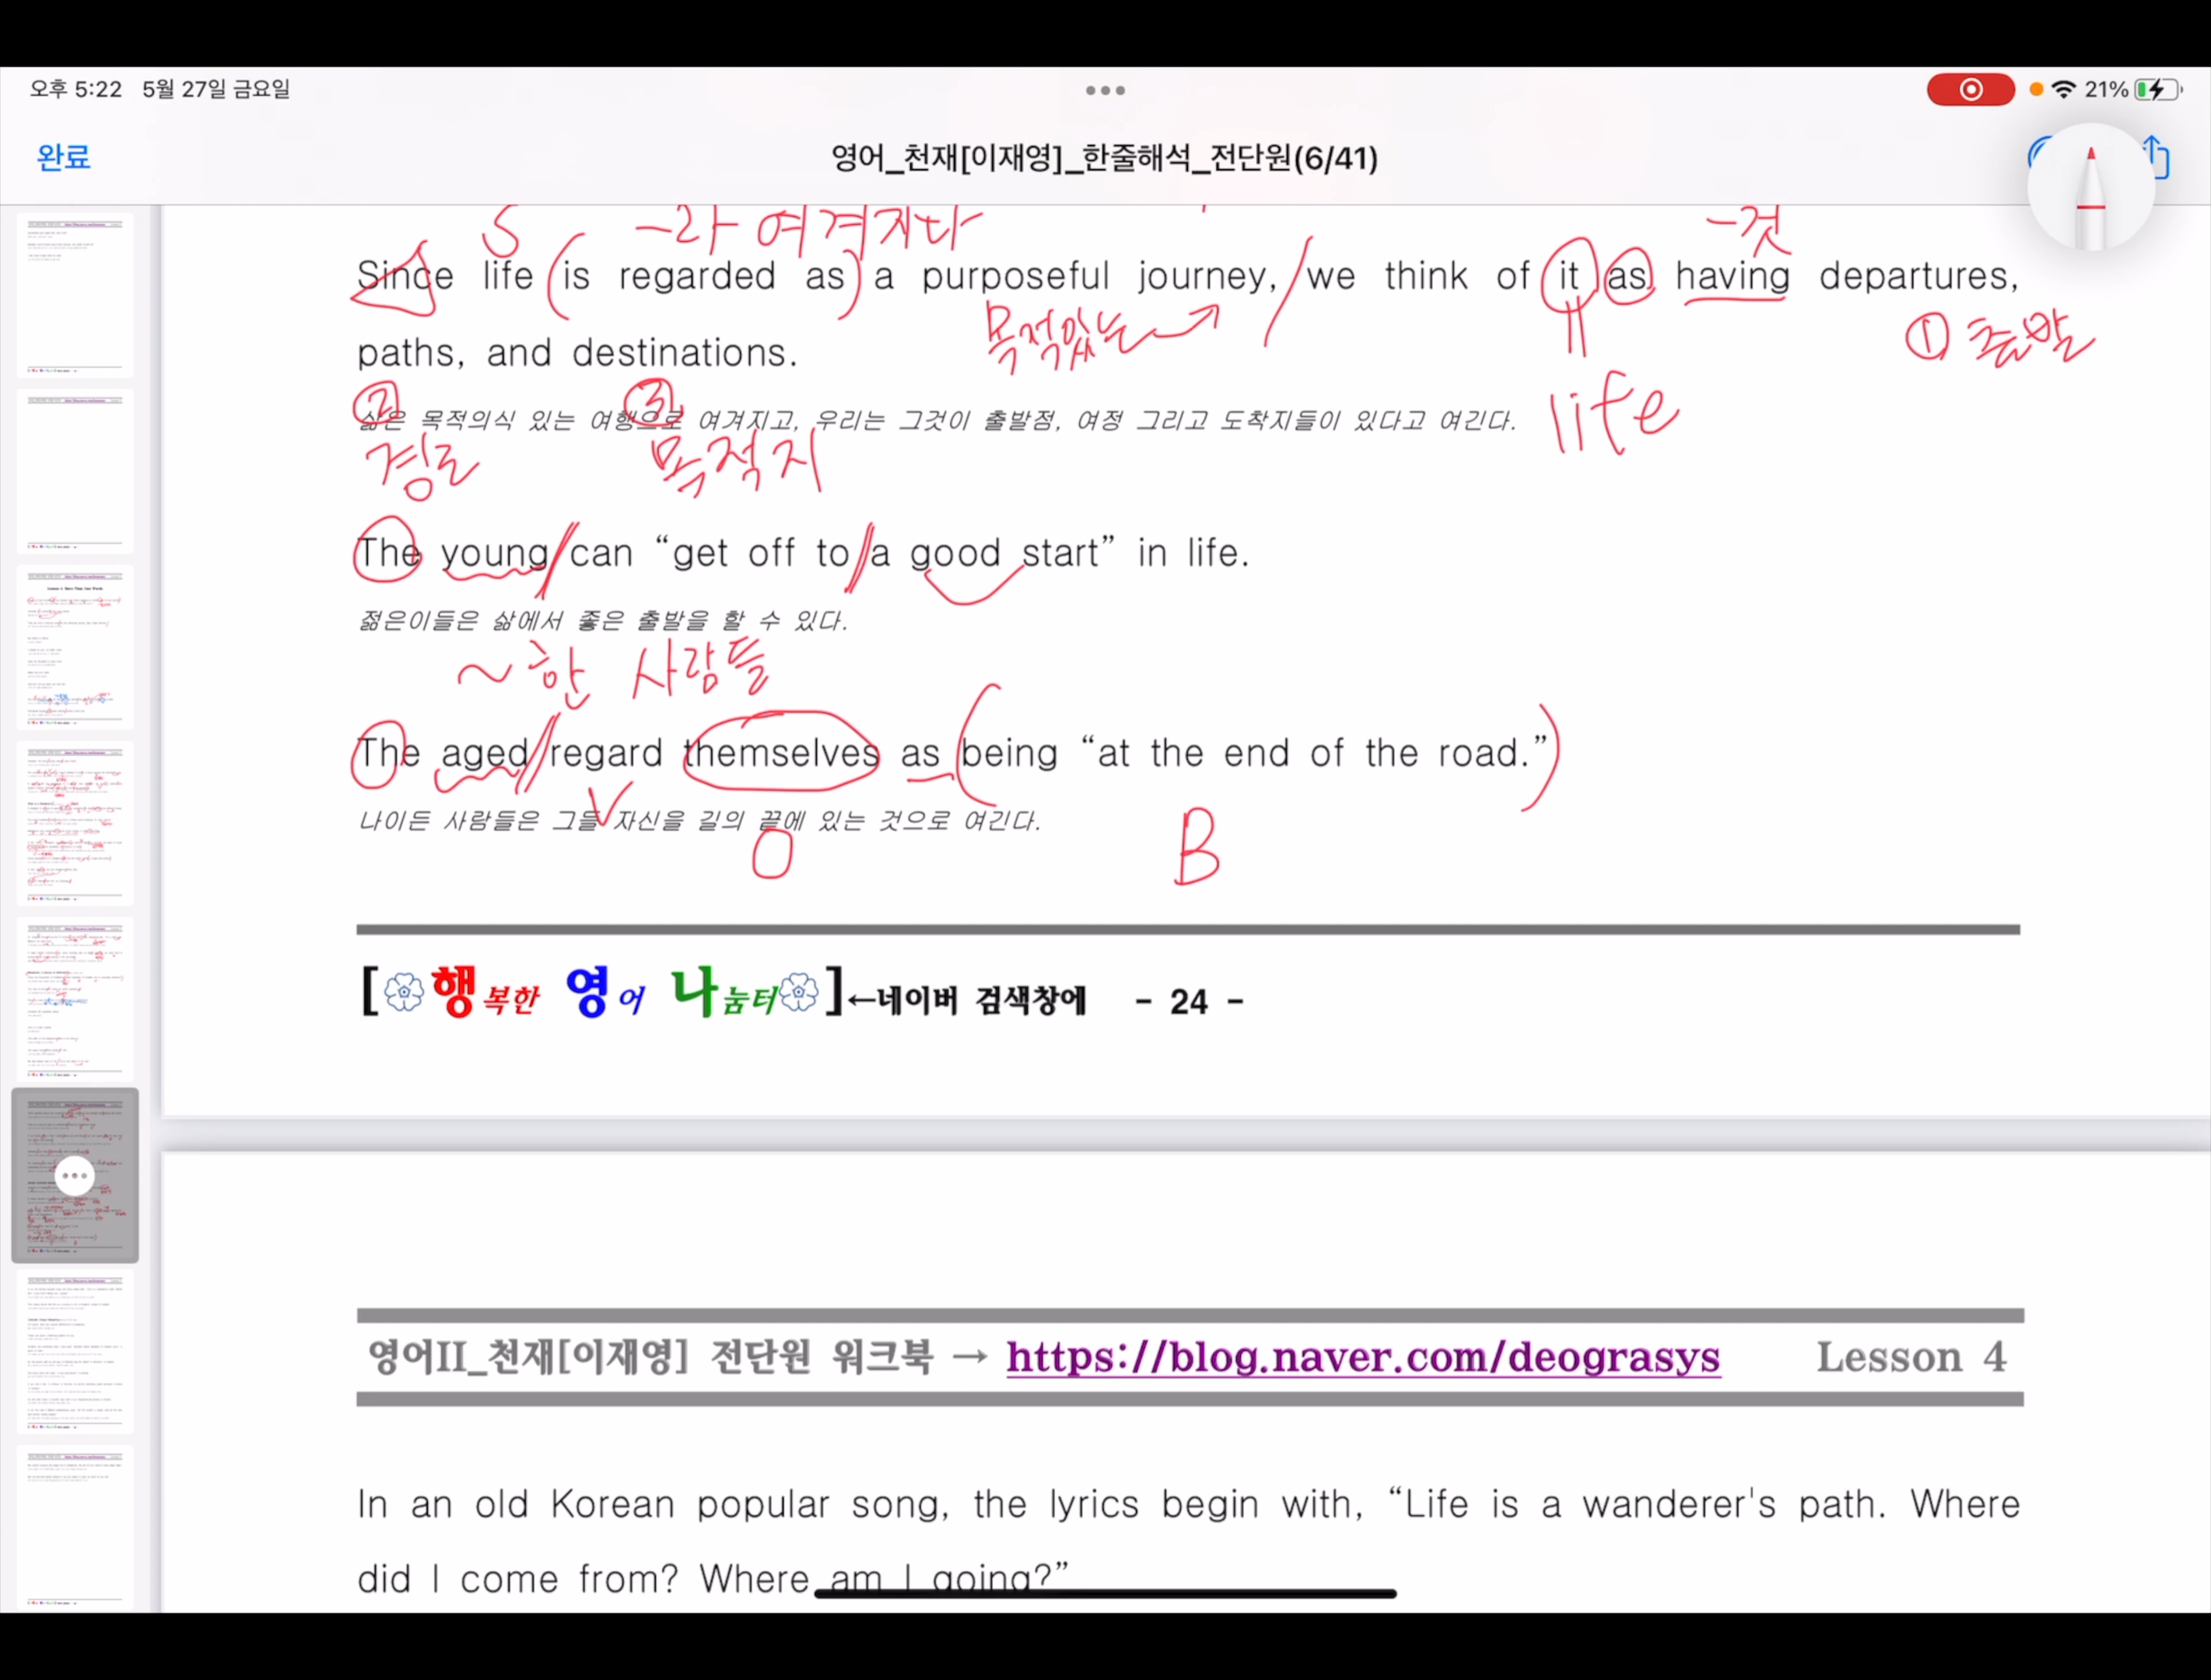 오후 5:22 5월 27일 금요일
21%
완료
영어_천재[이재영]_한줄해석_전단원(6/41)
S ~라 여겨지다 ~것
Since life is regarded as a purposeful journey, we think of it as having departures,
목적있는 ① 출발
paths, and destinations.
② ③ life
삶은 목적의식 있는 여행으로 여겨지고, 우리는 그것이 출발점, 여정 그리고 도착지들이 있다고 여긴다.
경로 목적지
The young can “get off to a good start” in life.
젊은이들은 삶에서 좋은 출발을 할 수 있다.
~한 사람들
The aged regard themselves as being “at the end of the road.”
V
나이든 사람들은 그들 자신을 길의 끝에 있는 것으로 여긴다.
O B
[행복한 영어 나눔터]←네이버 검색창에 - 24 -
영어II_천재[이재영] 전단원 워크북 → https://blog.naver.com/deograsys Lesson 4
In an old Korean popular song, the lyrics begin with, “Life is a wanderer's path. Where
did I come from? Where am I going?”